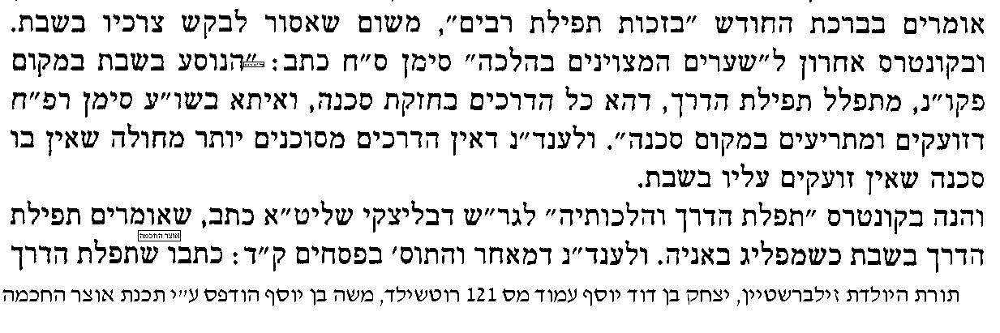 אומרים בברכת החודש ״בזכות תפילת רבים״, משום שאסור לבקש צרכיו בשבת.
ובקונטרס אחרון ל״שערים המצוינים בהלכה״ סימן ס״ח כתב: ״הנוסע בשבת במקום
פקו״נ, מתפלל תפילת הדרך, דהא כל הדרכים בחזקת סכנה, ואיתא בשו״ע סימן רפ״ח
דזועקים ומתריעים במקום סכנה״. ולענד״נ דאין הדרכים מסוכנים יותר מחולה שאין בו
סכנה שאין זועקים עליו בשבת.
והנה בקונטרס ״תפלת הדרך והלכותיה״ לגר״ש דבליצקי שליט״א כתב, שאומרים תפילת
אוצר החכמה
הדרך בשבת כשמפליג באניה. ולענד״נ דמאחר והתוס׳ בפסחים ק״ד: כתבו שתפלת הדרך
תורת היולדת זילברשטיין, יצחק בן דוד יוסף עמוד מס 121 רוטשילד, משה בן יוסף הודפס ע״י תכנת אוצר החכמה